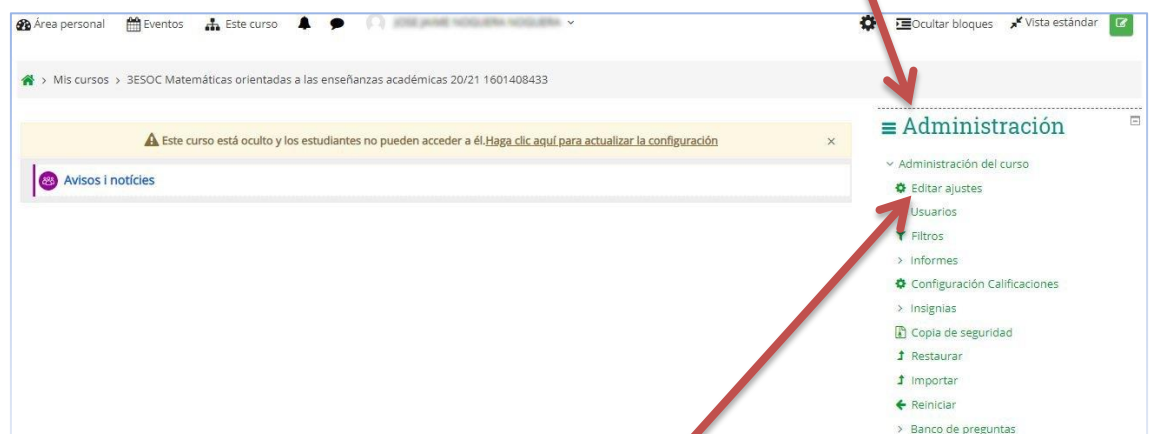 Área personal Eventos Este curso Ocultar bloques Vista estándar
> Mis cursos > 3ESOC Matemáticas orientadas a las enseñanzas académicas 20/21 1601408433
Este curso está oculto y los estudiantes no pueden acceder a él.Haga clic aquí para actualizar la configuración ×
Avisos i notícies
Administración
Administración del curso
Editar ajustes
Usuarios
Filtros
> Informes
Configuración Calificaciones
> Insignias
Copia de seguridad
Restaurar
Importar
Reiniciar
> Banco de preguntas